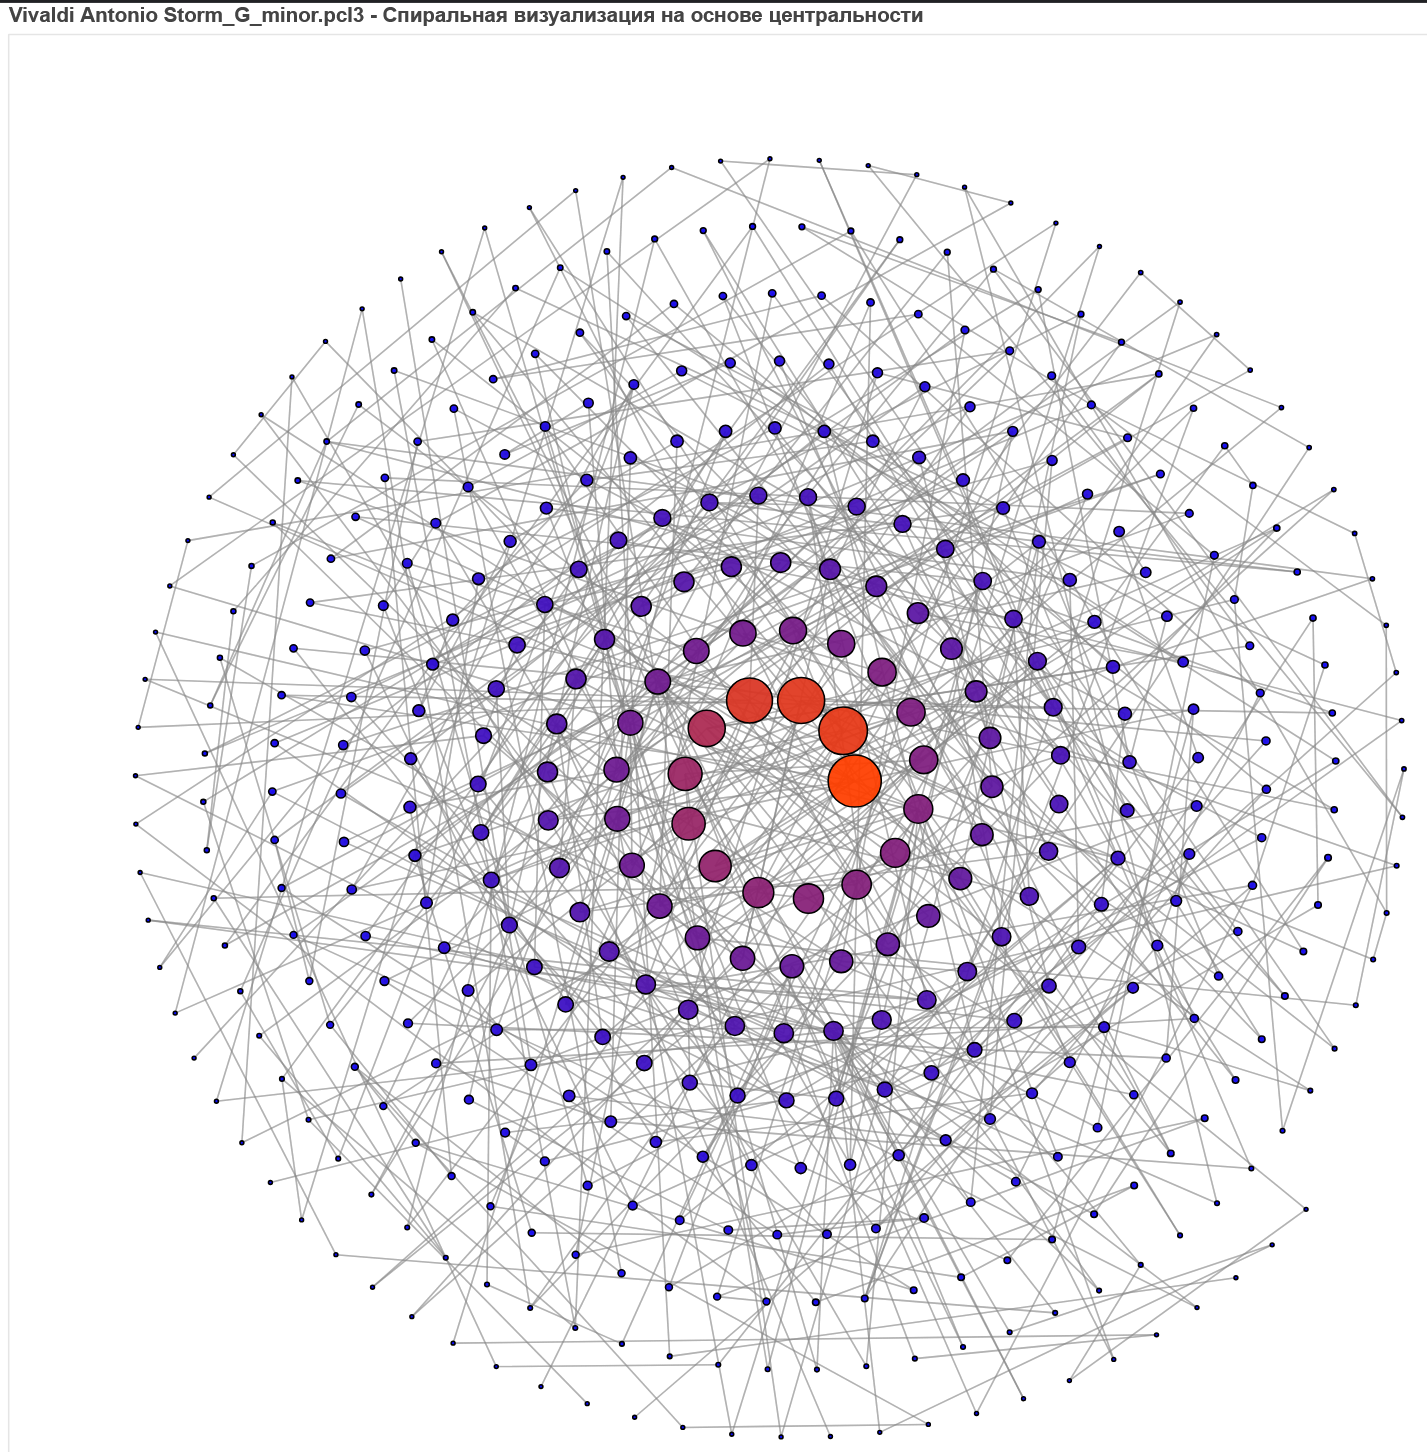 Vivaldi Antonio Storm_G_minor.pcl3 - Спиральная визуализация на основе центральности